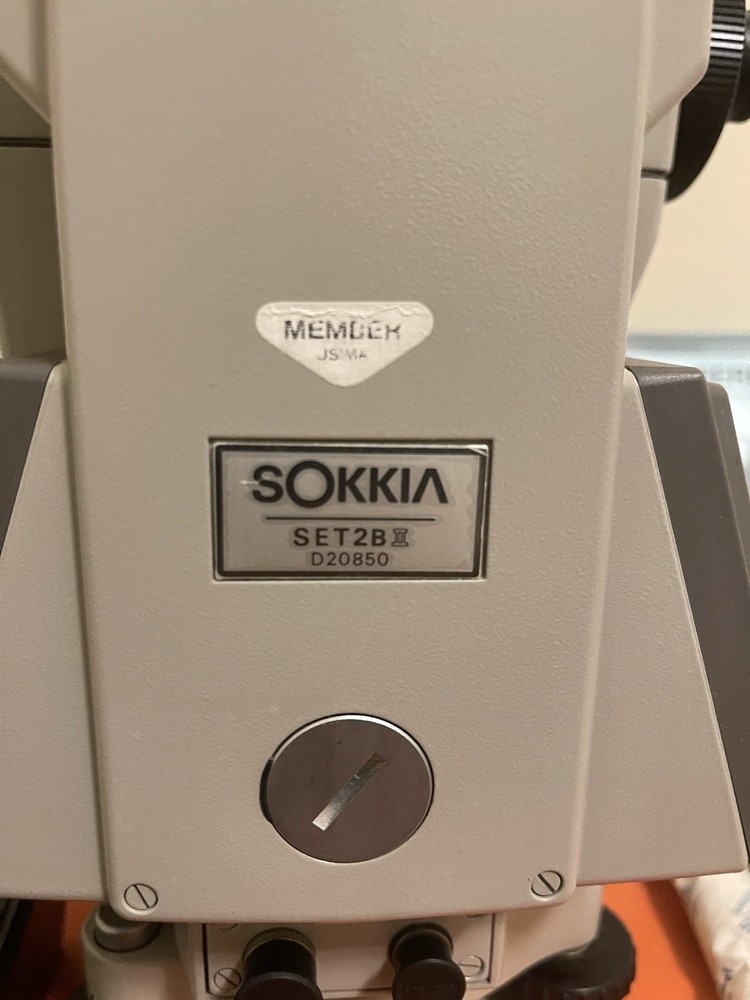 MEMBER
JSIMA
SOKKIA
SET2BⅡ
D20850